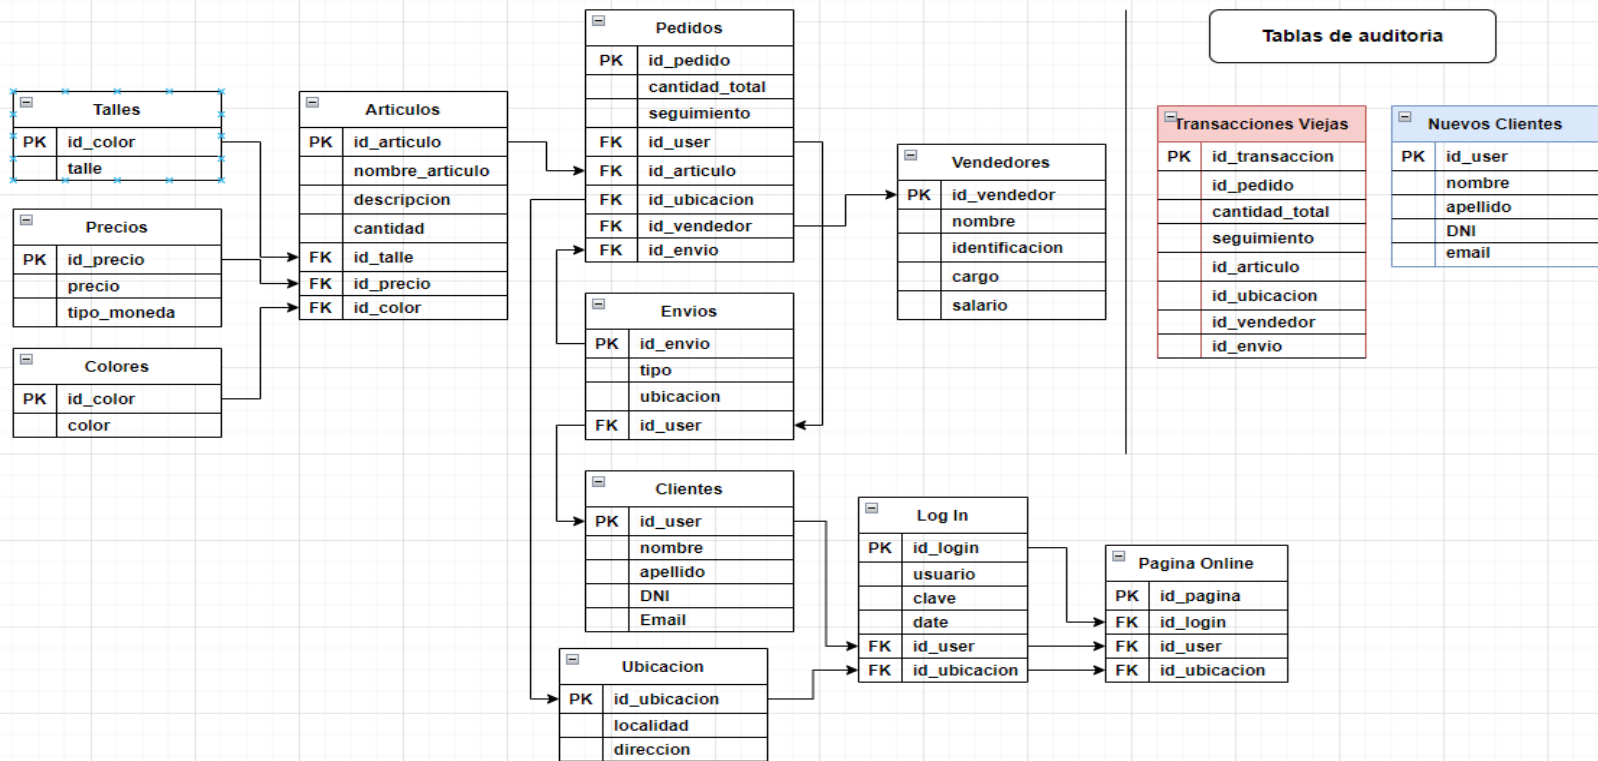 Talles
PK id_color
talle
Precios
PK id_precio
precio
tipo_moneda
Colores
PK id_color
color
Articulos
PK id_articulo
nombre_articulo
descripcion
cantidad
FK id_talle
FK id_precio
FK id_color
Pedidos
PK id_pedido
cantidad_total
seguimiento
FK id_user
FK id_articulo
FK id_ubicacion
FK id_vendedor
FK id_envio
Envios
PK id_envio
tipo
ubicacion
FK id_user
Clientes
PK id_user
nombre
apellido
DNI
Email
Ubicacion
PK id_ubicacion
localidad
direccion
Vendedores
PK id_vendedor
nombre
identificacion
cargo
salario
Log In
PK id_login
usuario
clave
date
FK id_user
FK id_ubicacion
Pagina Online
PK id_pagina
FK id_login
FK id_user
FK id_ubicacion
Tablas de auditoria
Transacciones Viejas
PK id_transaccion
id_pedido
cantidad_total
seguimiento
id_articulo
id_ubicacion
id_vendedor
id_envio
Nuevos Clientes
PK id_user
nombre
apellido
DNI
email